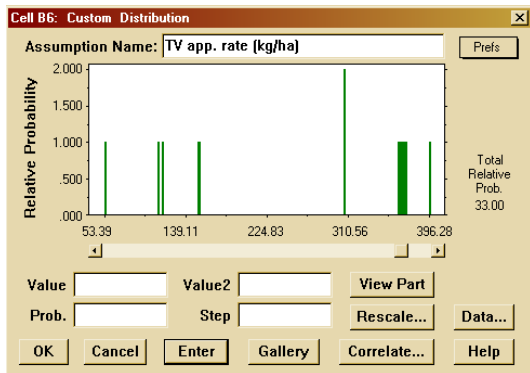 Cell B6: Custom Distribution
Assumption Name: TV app. rate (kg/ha) Prefs
Relative Probability
2.000
1.000
.500
1.000
.000
53.39 139.11 224.83 310.56 396.28
Total
Relative
Prob.
33.00
Value Value2 View Part
Prob. Step Rescale... Data...
OK Cancel Enter Gallery Correlate... Help